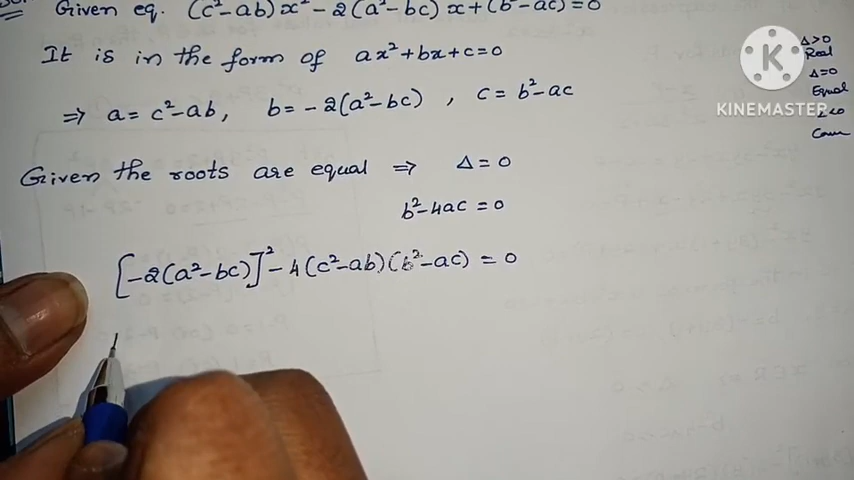 Given eq. (c²-ab)x² - 2(a²-bc)x + (b²-ac) = 0
It is in the form of ax²+bx+c=0
⇒ a = c²-ab, b = -2(a²-bc), c = b²-ac
Given the roots are equal ⇒ Δ = 0
b²-4ac = 0
[-2(a²-bc)]² - 4(c²-ab)(b²-ac) = 0
KINEMASTER
Δ>0
Real
Δ=0
Equal